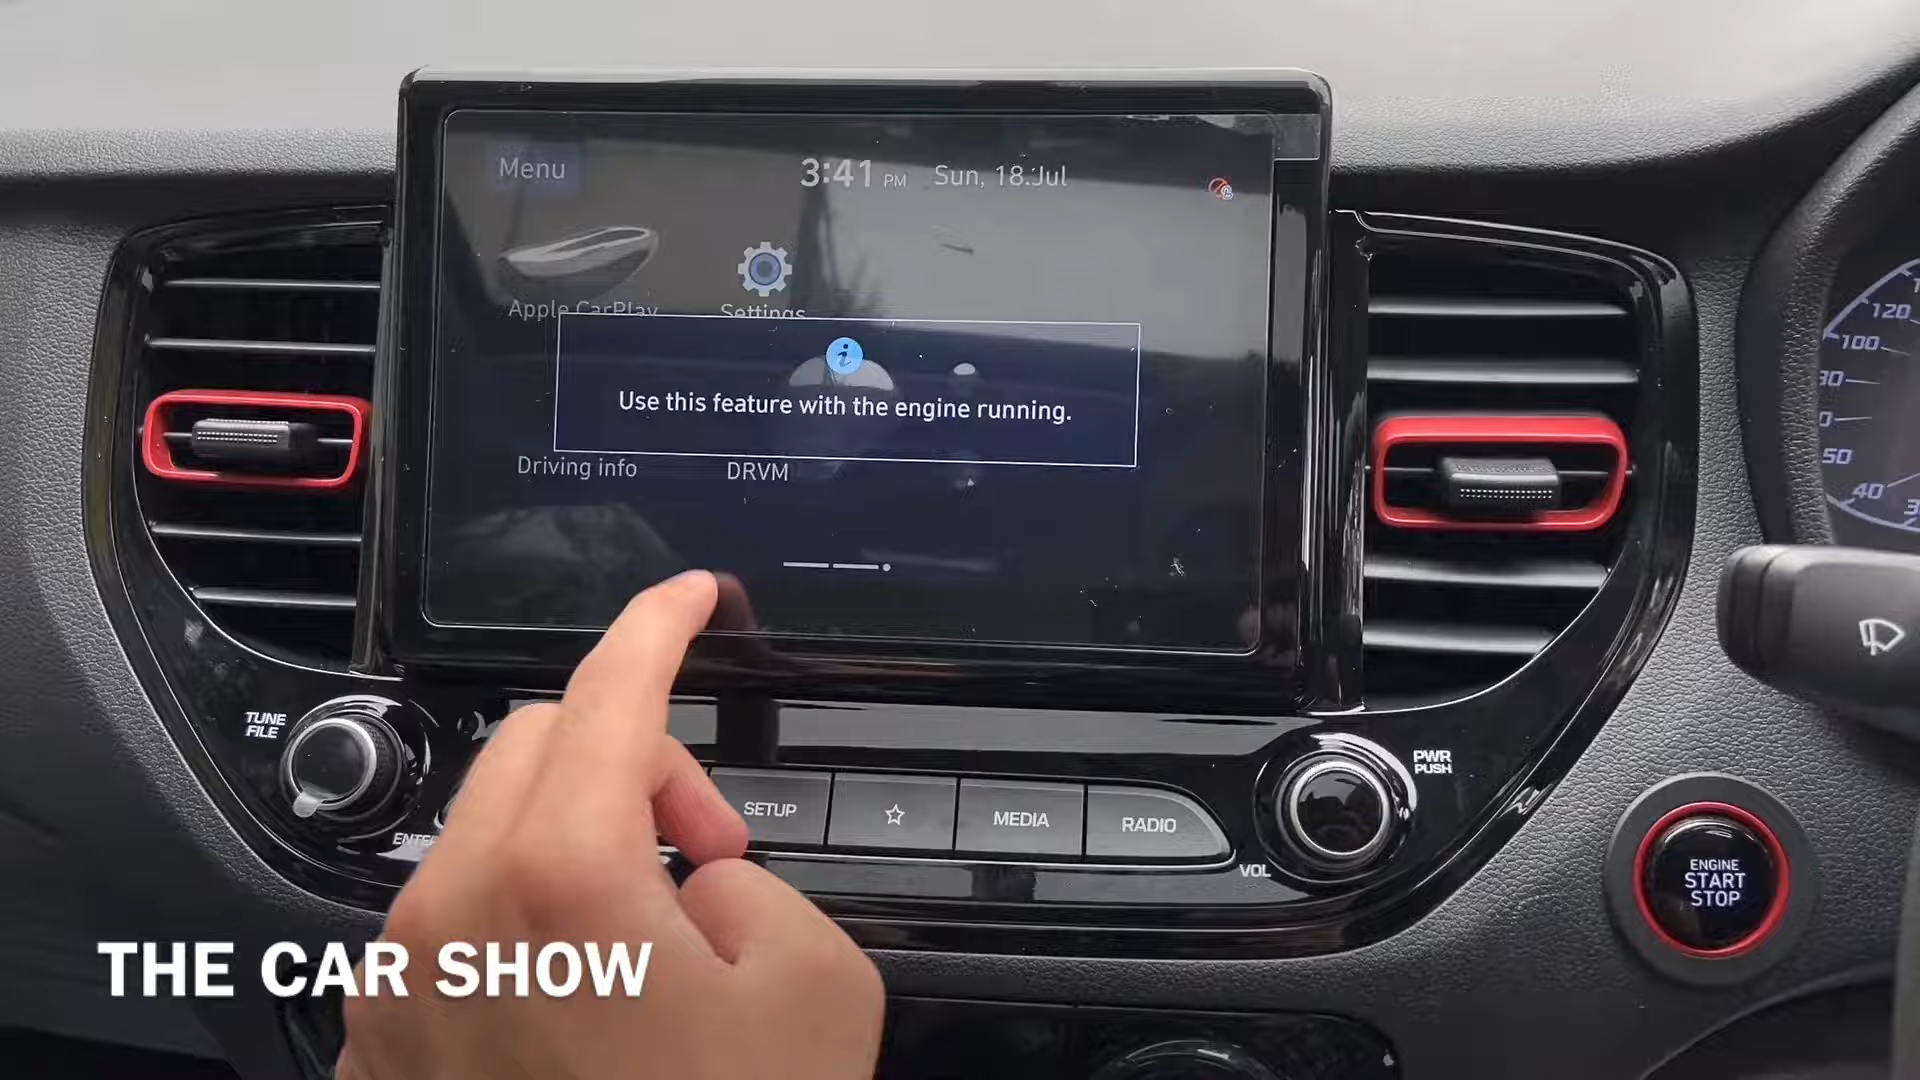 Menu
3:41 PM Sun, 18.Jul
Apple CarPlay Settings
Use this feature with the engine running.
Driving info DRVM
TUNE
FILE
PWR
PUSH
SETUP ☆ MEDIA RADIO
VOL
ENGINE
START
STOP
120
100
50
40
THE CAR SHOW